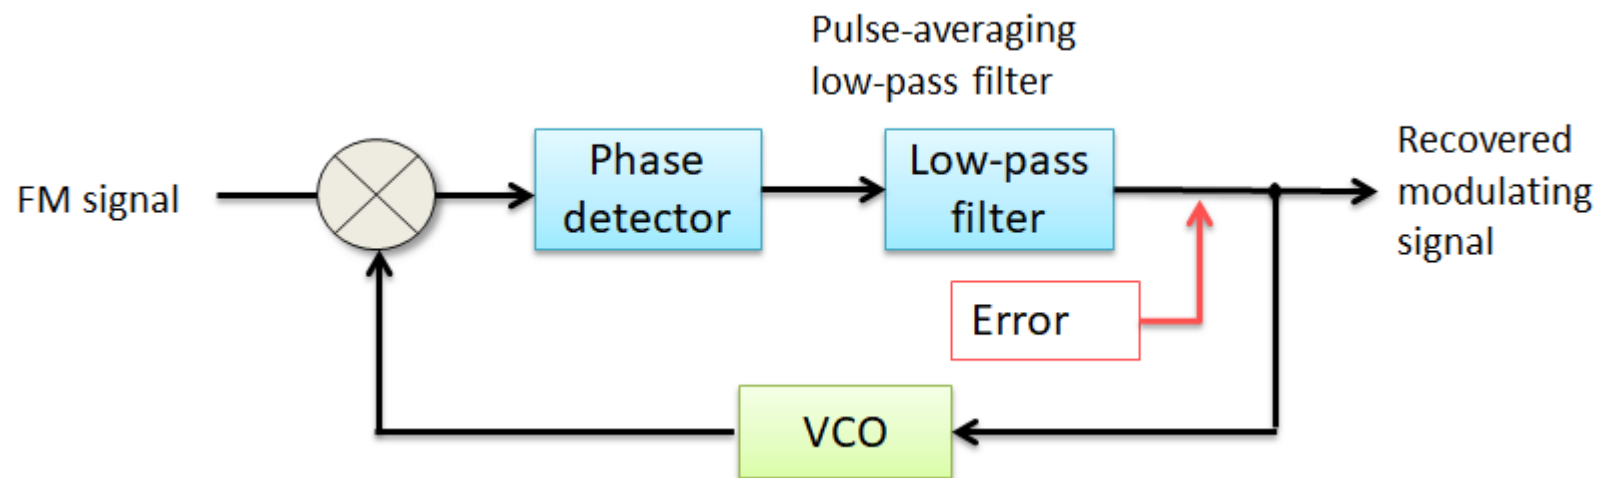 Pulse-averaging
low-pass filter
FM signal
Phase
detector
Low-pass
filter
Recovered
modulating
signal
Error
VCO